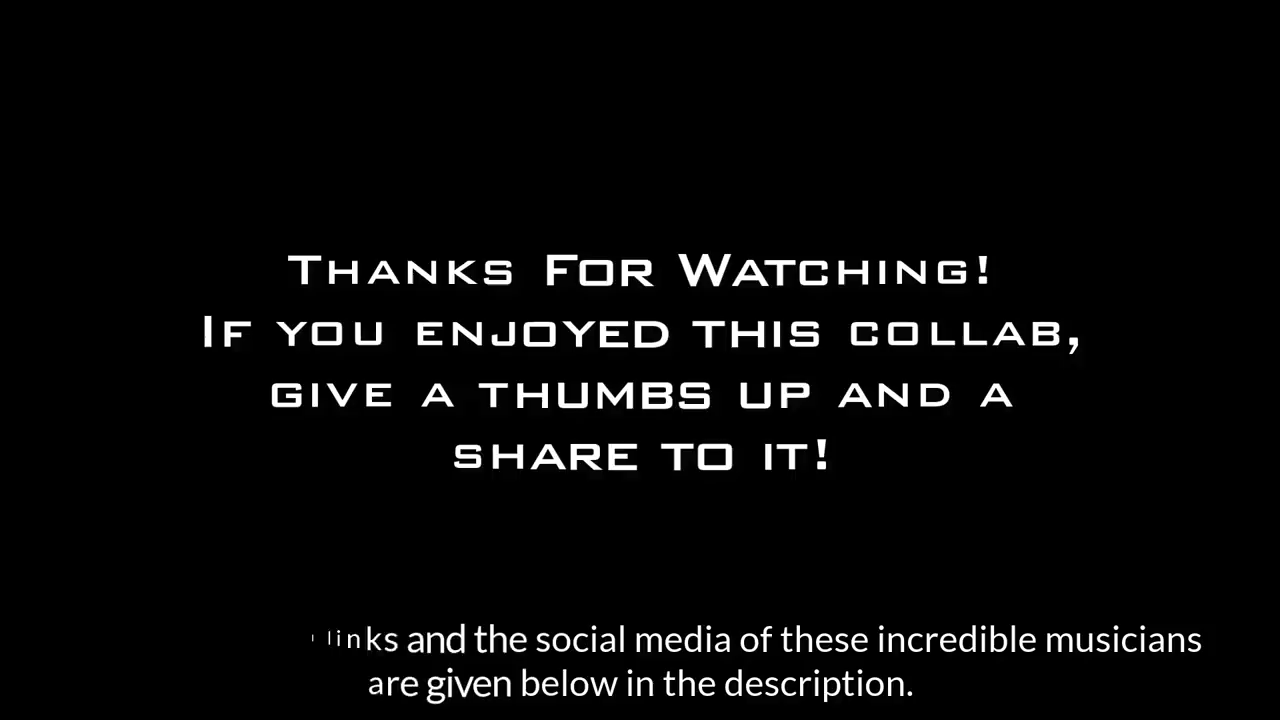 Thanks For Watching!
If you enjoyed this collab,
give a thumbs up and a
share to it!
links and the social media of these incredible musicians
are given below in the description.